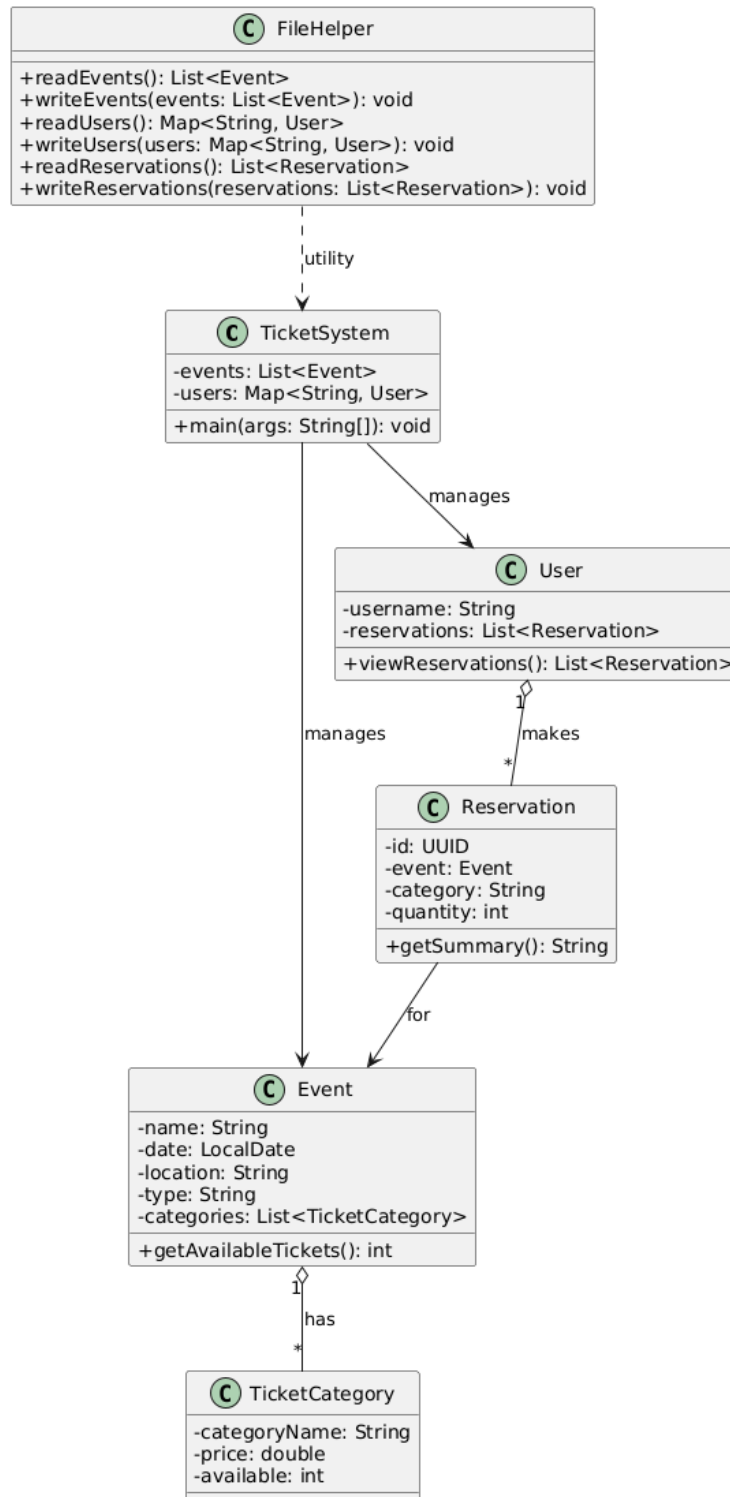 C FileHelper
+readEvents(): List<Event>
+writeEvents(events: List<Event>): void
+readUsers(): Map<String, User>
+writeUsers(users: Map<String, User>): void
+readReservations(): List<Reservation>
+writeReservations(reservations: List<Reservation>): void
utility
C TicketSystem
-events: List<Event>
-users: Map<String, User>
+main(args: String[]): void
manages
C User
-username: String
-reservations: List<Reservation>
+viewReservations(): List<Reservation>
1
manages
makes
*
C Reservation
-id: UUID
-event: Event
-category: String
-quantity: int
+getSummary(): String
for
C Event
-name: String
-date: LocalDate
-location: String
-type: String
-categories: List<TicketCategory>
+getAvailableTickets(): int
1
has
*
C TicketCategory
-categoryName: String
-price: double
-available: int